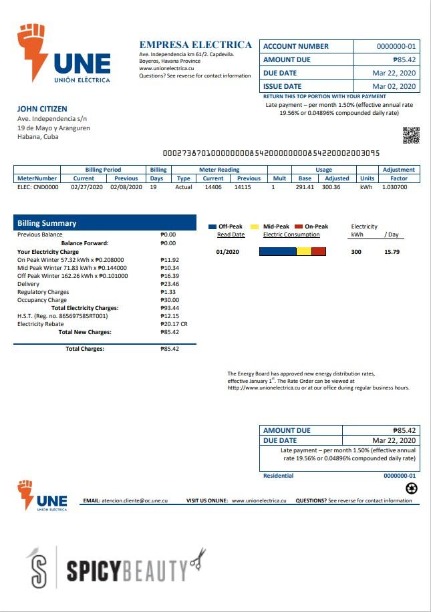 UNE
UNIÓN ELÉCTRICA
EMPRESA ELECTRICA
Ave. Independencia km 61/2. Capdevila.
Boyeros, Havana Province
www.unionelectrica.cu
Questions? See reverse for contact information
ACCOUNT NUMBER 0000000-01
AMOUNT DUE ₱85.42
DUE DATE Mar 22, 2020
ISSUE DATE Mar 02, 2020
RETURN THIS TOP PORTION WITH YOUR PAYMENT
Late payment – per month 1.50% (effective annual rate
19.56% or 0.04896% compounded daily rate)
JOHN CITIZEN
Ave. Independencia s/n
19 de Mayo y Aranguren
Habana, Cuba
Billing Period Billing Meter Reading Usage Adjustment
MeterNumber Current Previous Days Type Current Previous Mult Base Adjusted Units Factor
ELEC: CND0000 02/27/2020 02/08/2020 19 Actual 14406 14115 1 291.41 300.36 kWh 1.030700
Billing Summary
Previous Balance ₱0.00
Balance Forward: ₱0.00
Your Electricity Charge
On Peak Winter 57.32 kWh x ₱0.208000 ₱11.92
Mid Peak Winter 71.83 kWh x ₱0.144000 ₱10.34
Off Peak Winter 162.26 kWh x ₱0.101000 ₱16.39
Delivery ₱23.46
Regulatory Charges ₱1.33
Occupancy Charge ₱30.00
Total Electricity Charges: ₱93.44
H.S.T. (Reg. no. 865697585RT001) ₱12.15
Electricity Rebate ₱20.17 CR
Total New Charges: ₱85.42
Total Charges: ₱85.42
Off-Peak Mid-Peak On-Peak Electricity
Read Date Electric Consumption kWh / Day
01/2020 300 15.79
The Energy Board has approved new energy distribution rates,
effective January 1st. The Rate Order can be viewed at
http://www.unionelectrica.cu or at our office during regular business hours.
AMOUNT DUE ₱85.42
DUE DATE Mar 22, 2020
Late payment – per month 1.50% (effective annual
rate 19.56% or 0.04896% compounded daily rate)
Residential 0000000-01
UNE
UNIÓN ELÉCTRICA
EMAIL: atencion.cliente@oc.une.cu VISIT US ONLINE: www.unionelectrica.cu QUESTIONS? See reverse for contact information
S SPICYBEAUTY